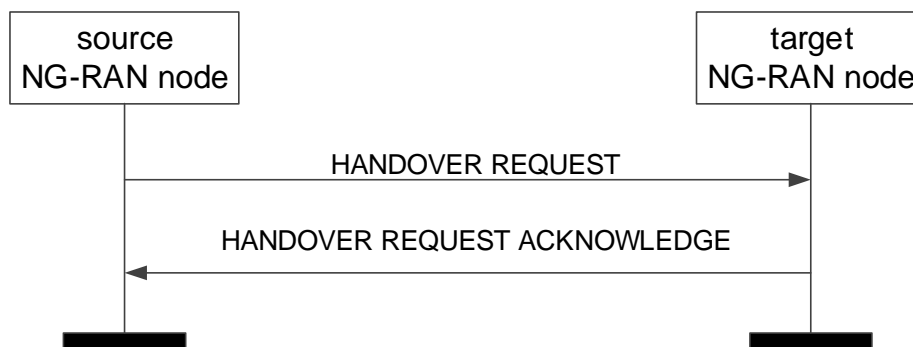 source
NG-RAN node
target
NG-RAN node
HANDOVER REQUEST
HANDOVER REQUEST ACKNOWLEDGE